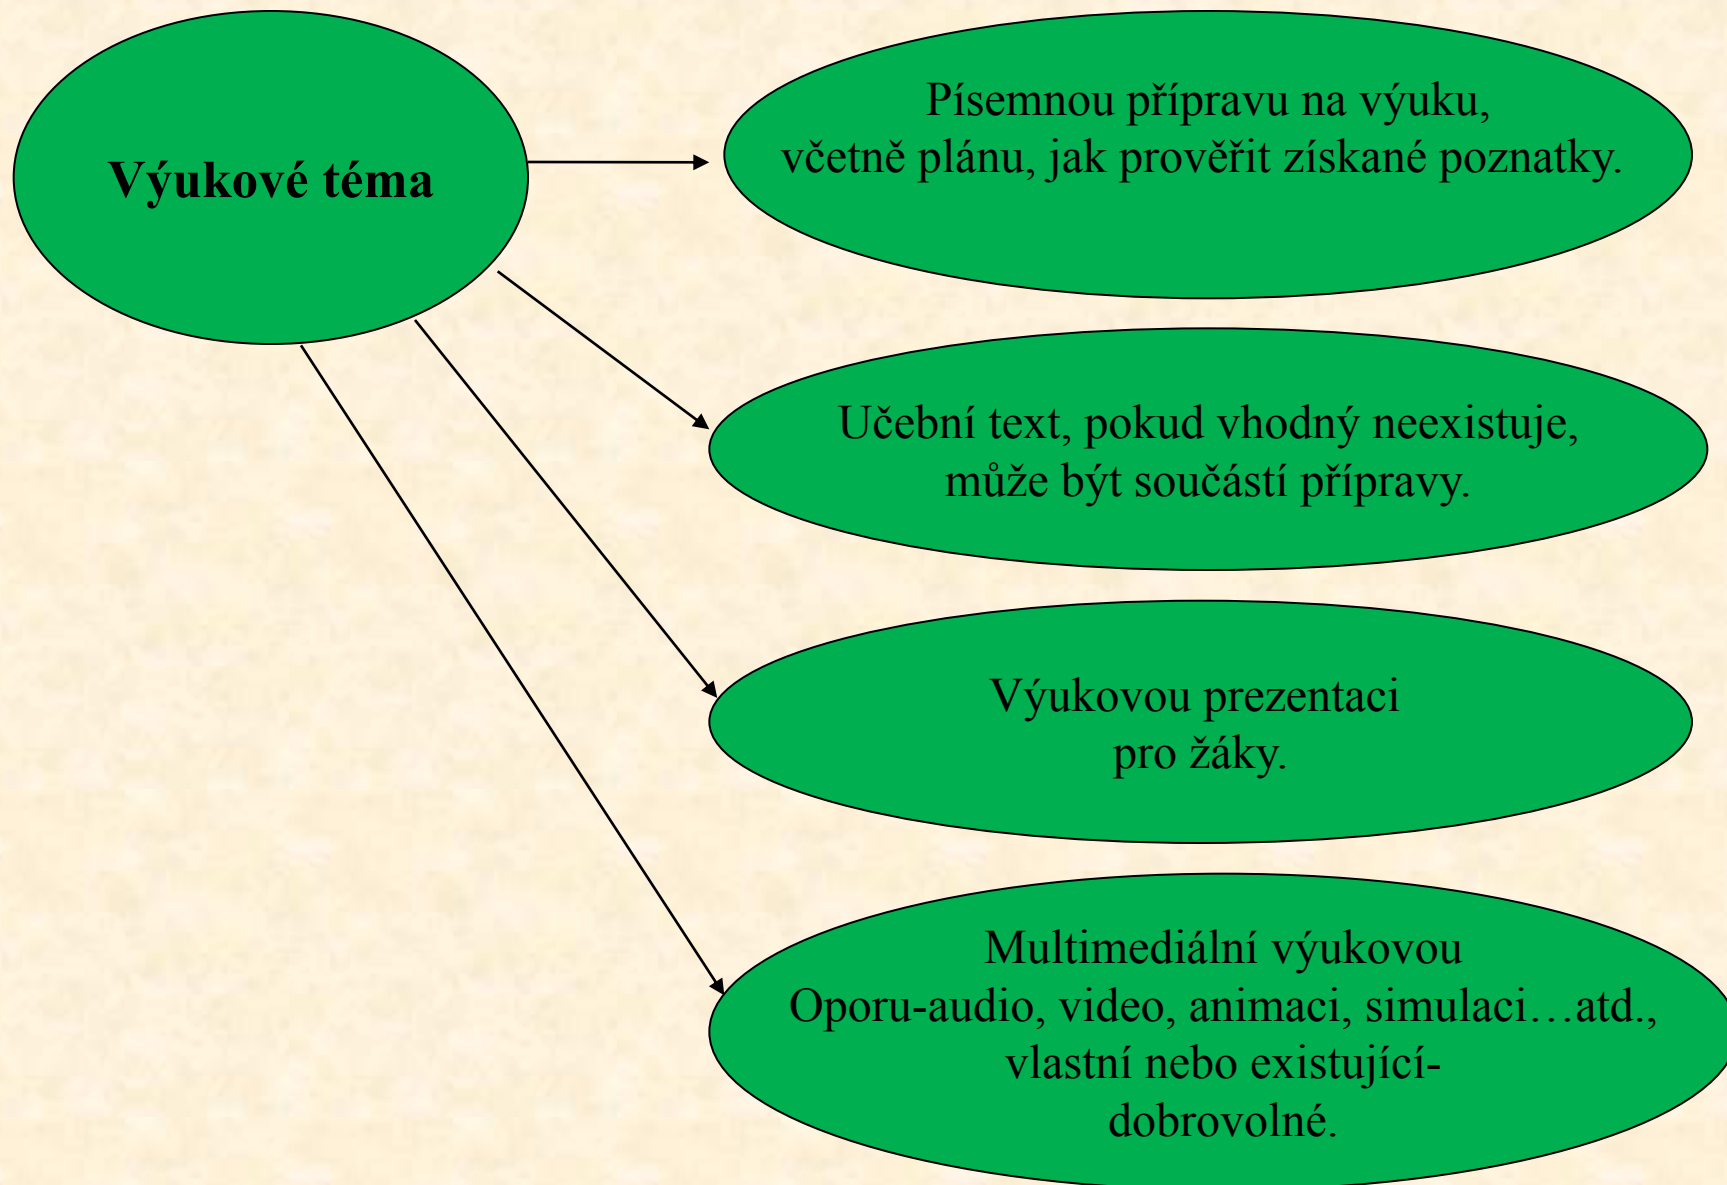 Výukové téma
Písemnou přípravu na výuku,
včetně plánu, jak prověřit získané poznatky.
Učební text, pokud vhodný neexistuje,
může být součástí přípravy.
Výukovou prezentaci
pro žáky.
Multimediální výukovou
Oporu-audio, video, animaci, simulaci…atd.,
vlastní nebo existující-
dobrovolné.